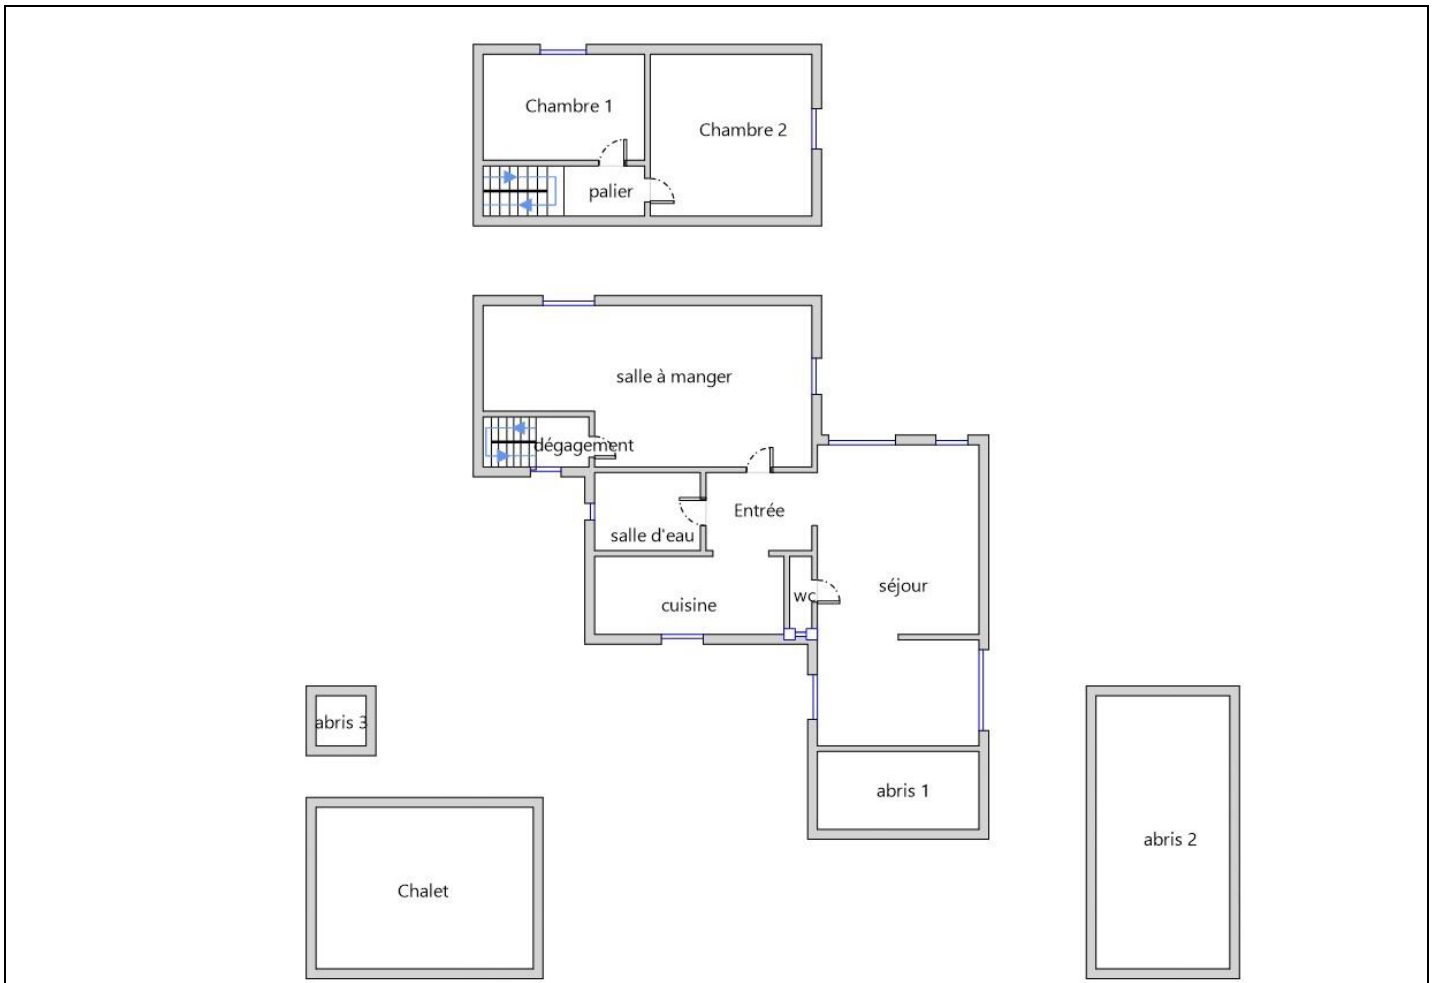 Chambre 1
Chambre 2
palier
salle à manger
dégagement
Entrée
salle d'eau
séjour
wc
cuisine
abris 3
abris 1
abris 2
Chalet